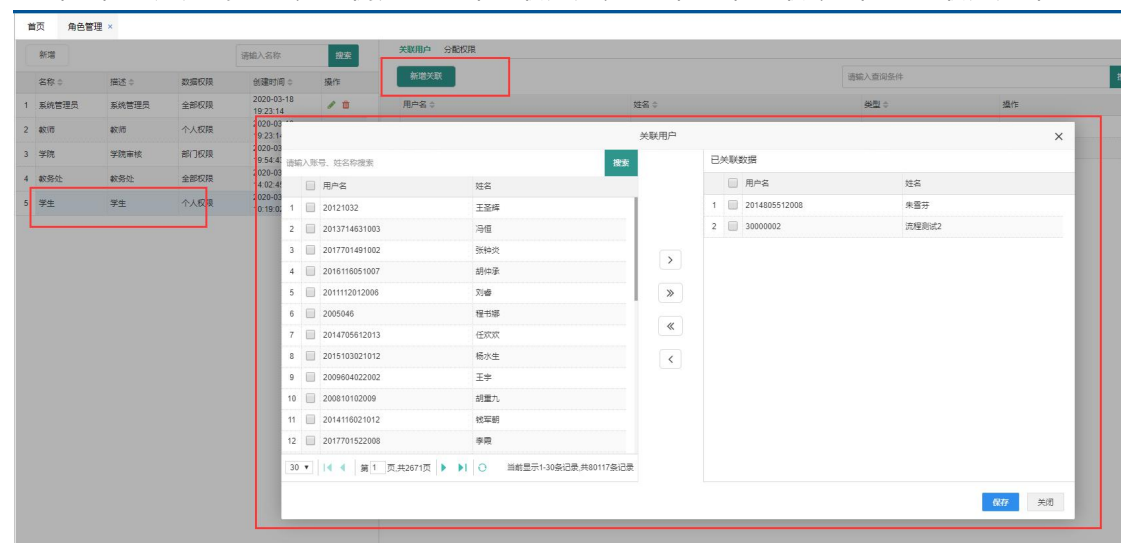 首页 角色管理 ×
新增 请输入名称 搜索 关联用户 分配权限
新增关联 请输入查询条件
名称 描述 数据权限 创建时间 操作
用户名 姓名 类型 操作
1 系统管理员 系统管理员 全部权限 2020-03-18 19:23:14
2 教师 教师 个人权限
3 学院 学院审核 部门权限
4 教务处 教务处 全部权限
5 学生 学生 个人权限
关联用户 ×
请输入账号、姓名称搜索 搜索
用户名 姓名
1 20121032 王圣辉
2 2013714631003 冯恒
3 2017701491002 张钟炎
4 2016116051007 胡仲承
5 2011112012006 刘睿
6 2005046 程书娜
7 2014705612013 任欢欢
8 2015103021012 杨水生
9 2009604022002 王宇
10 200810102009 胡重九
11 2014116021012 钱军朝
12 2017701522008 李霞
30 第 1 页,共2671页 当前显示1-30条记录,共80117条记录
已关联数据
用户名 姓名
1 2014805512008 朱雪芬
2 30000002 流程测试2
保存 关闭